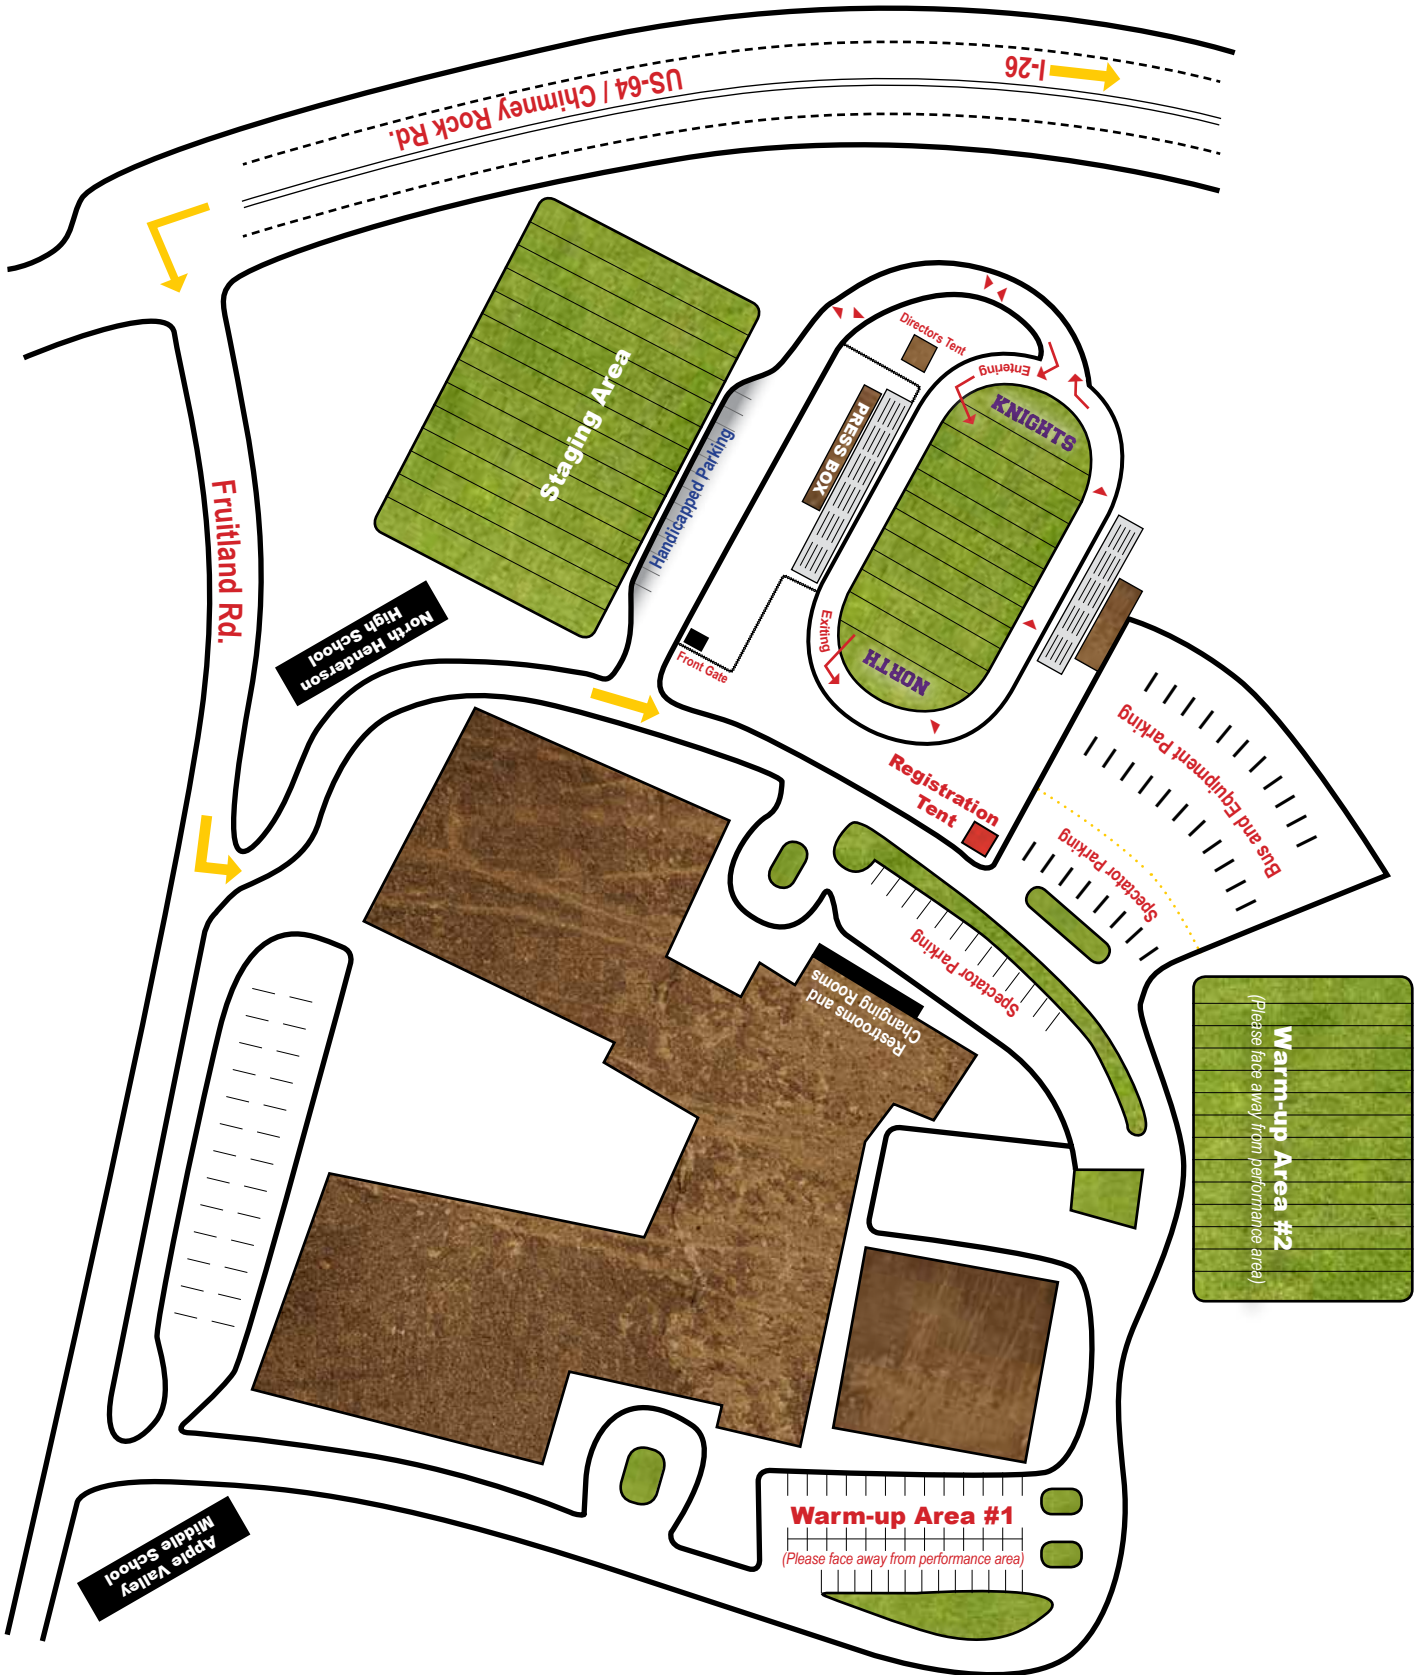 I-26
US-64 / Chimney Rock Rd.
Directors Tent
Entering
KNIGHTS
Staging Area
PRESS BOX
Handicapped Parking
Fruitland Rd.
North Henderson
High School
Exiting
Front Gate
NORTH
Bus and Equipment Parking
Registration
Tent
Spectator Parking
Spectator Parking
Restrooms and
Changing Rooms
Warm-up Area #2
(Please face away from performance area)
Warm-up Area #1
(Please face away from performance area)
Apple Valley
Middle School